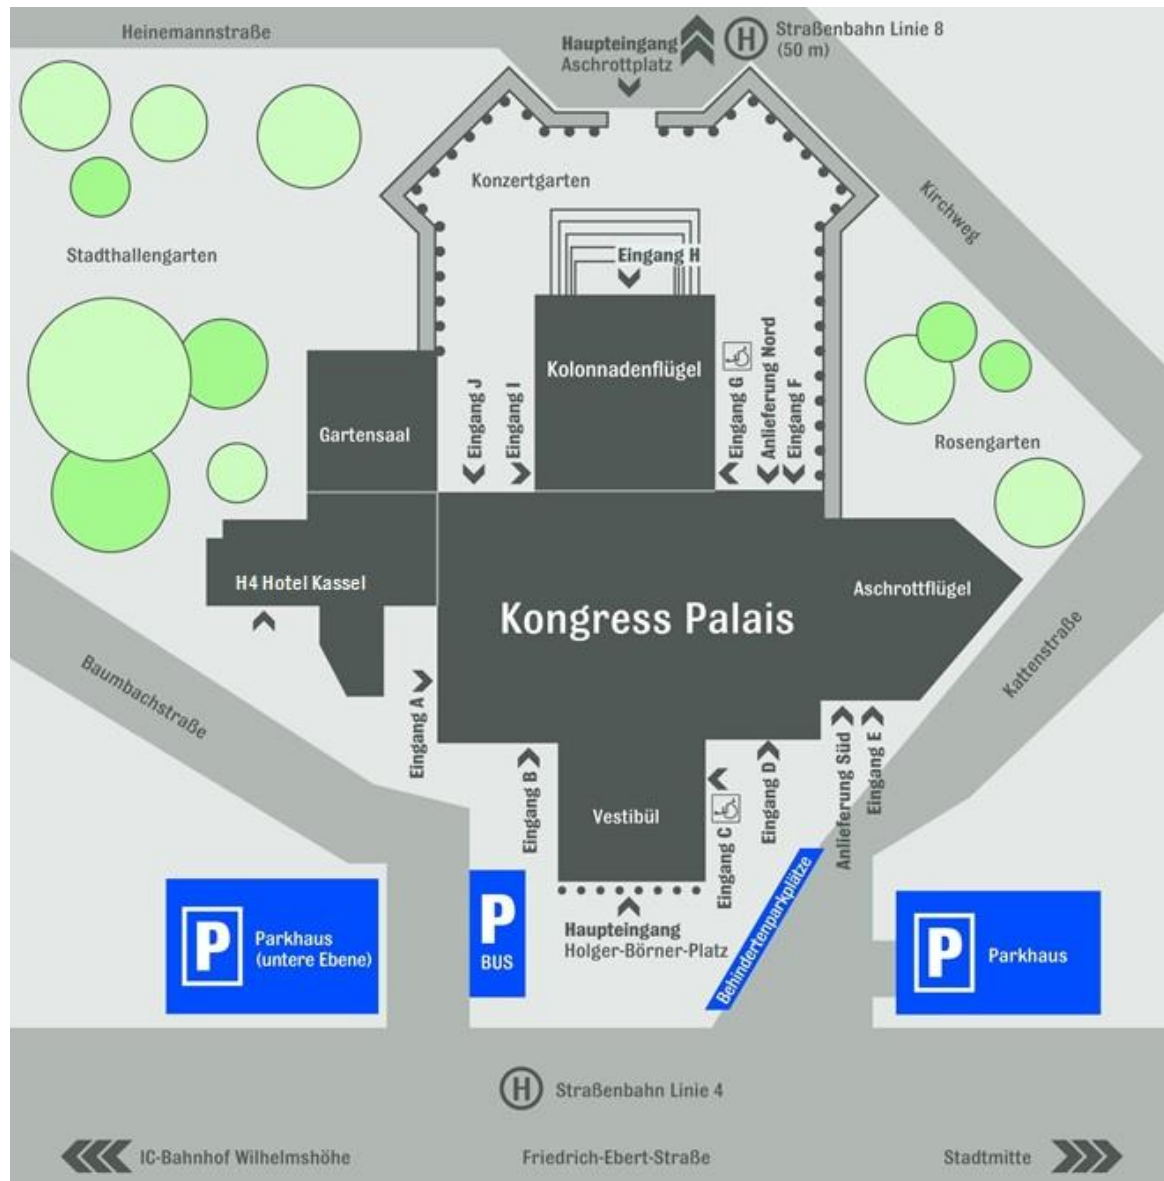 Heinemannstraße
Haupteingang
Aschrottplatz
H
Straßenbahn Linie 8
(50 m)
Konzertgarten
Kirchweg
Stadthallengarten
Eingang H
Kolonnadenflügel
Gartensaal
Eingang J
Eingang I
Eingang G
Anlieferung Nord
Eingang F
Rosengarten
H4 Hotel Kassel
Kongress Palais
Aschrottflügel
Baumbachstraße
Kattenstraße
Eingang A
Eingang B
Vestibül
Eingang C
Eingang D
Anlieferung Süd
Eingang E
P
Parkhaus
(untere Ebene)
P
BUS
Haupteingang
Holger-Börner-Platz
Behindertenparkplätze
P
Parkhaus
H
Straßenbahn Linie 4
IC-Bahnhof Wilhelmshöhe
Friedrich-Ebert-Straße
Stadtmitte